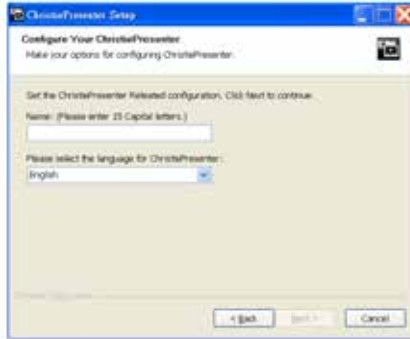 ChristiePresenter Setup
Configure Your ChristiePresenter
Make your options for configuring ChristiePresenter.
Set the ChristiePresenter Releated configuration. Click Next to continue.
Name: (Please enter 15 Capital letters.)
Please select the language for ChristiePresenter:
English
< Back
Next >
Cancel